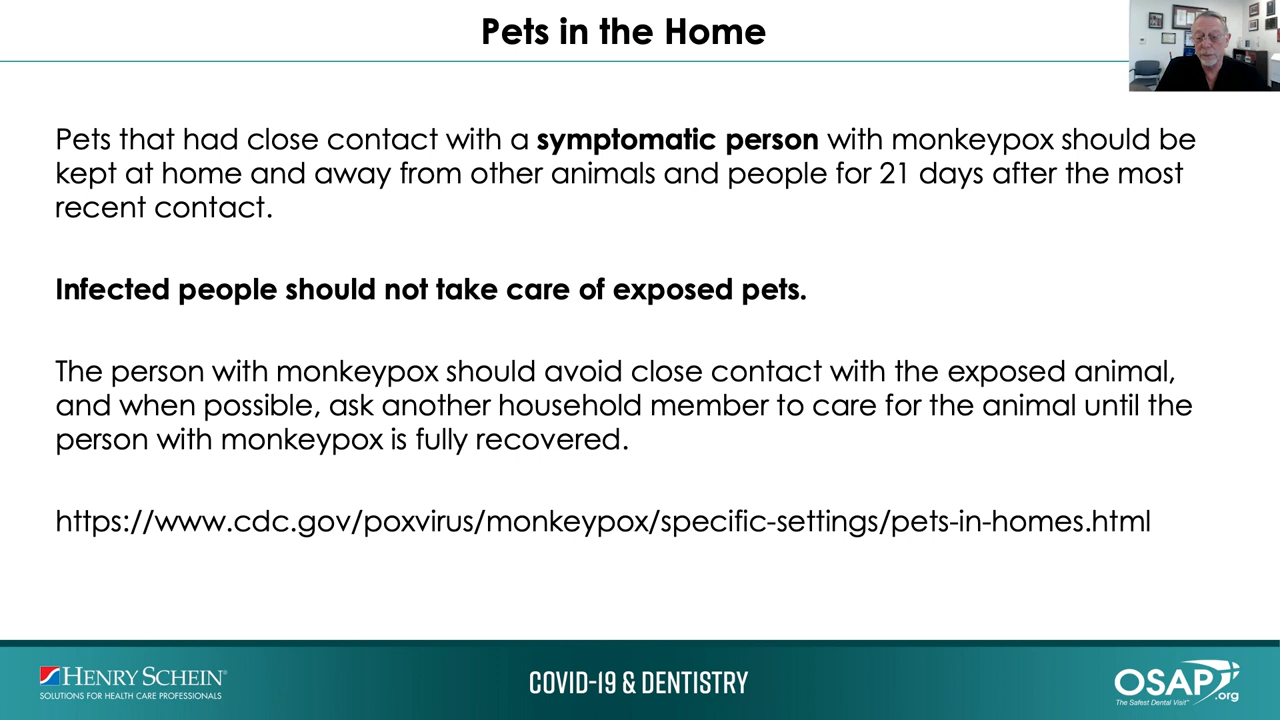 Pets in the Home
Pets that had close contact with a symptomatic person with monkeypox should be
kept at home and away from other animals and people for 21 days after the most
recent contact.
Infected people should not take care of exposed pets.
The person with monkeypox should avoid close contact with the exposed animal,
and when possible, ask another household member to care for the animal until the
person with monkeypox is fully recovered.
https://www.cdc.gov/poxvirus/monkeypox/specific-settings/pets-in-homes.html
HENRY SCHEIN®
SOLUTIONS FOR HEALTH CARE PROFESSIONALS
COVID-19 & DENTISTRY
OSAP.org
The Safest Dental Visit™